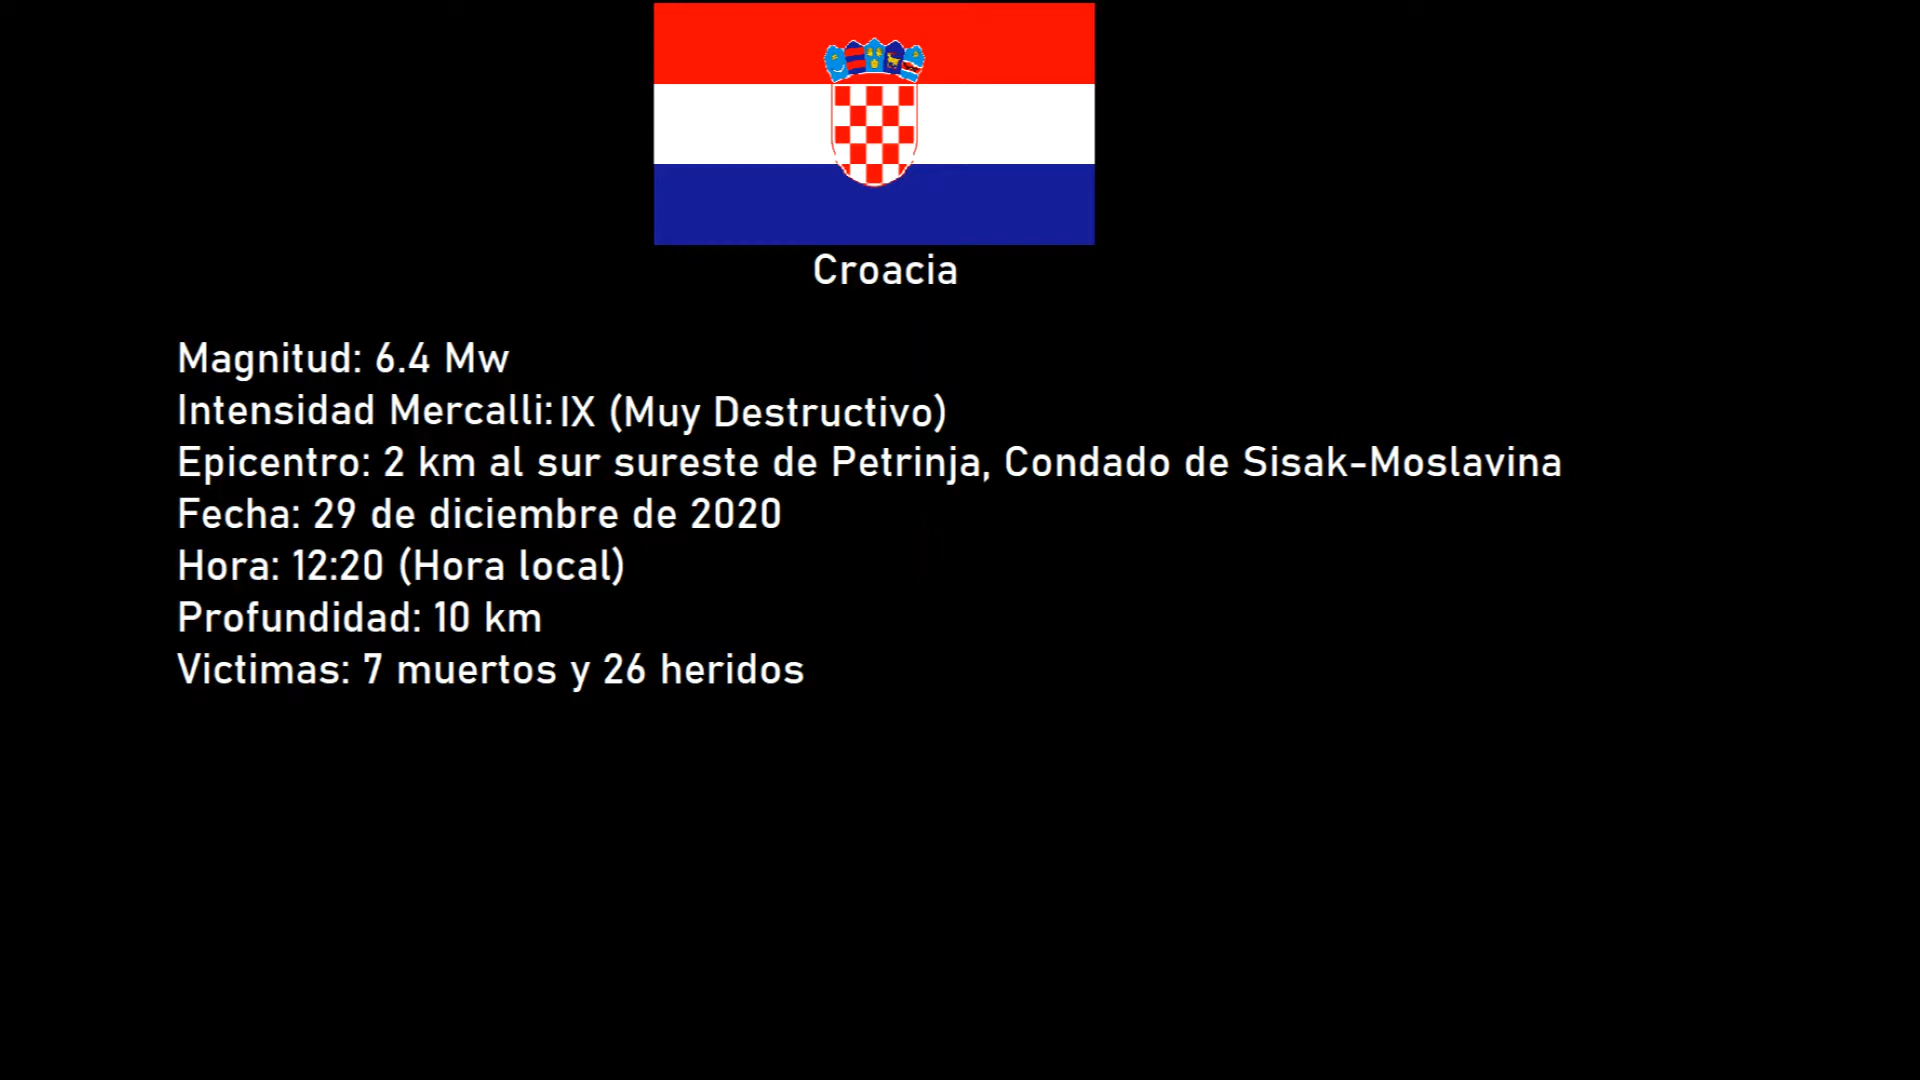 Croacia
Magnitud: 6.4 Mw
Intensidad Mercalli: IX (Muy Destructivo)
Epicentro: 2 km al sur sureste de Petrinja, Condado de Sisak-Moslavina
Fecha: 29 de diciembre de 2020
Hora: 12:20 (Hora local)
Profundidad: 10 km
Victimas: 7 muertos y 26 heridos